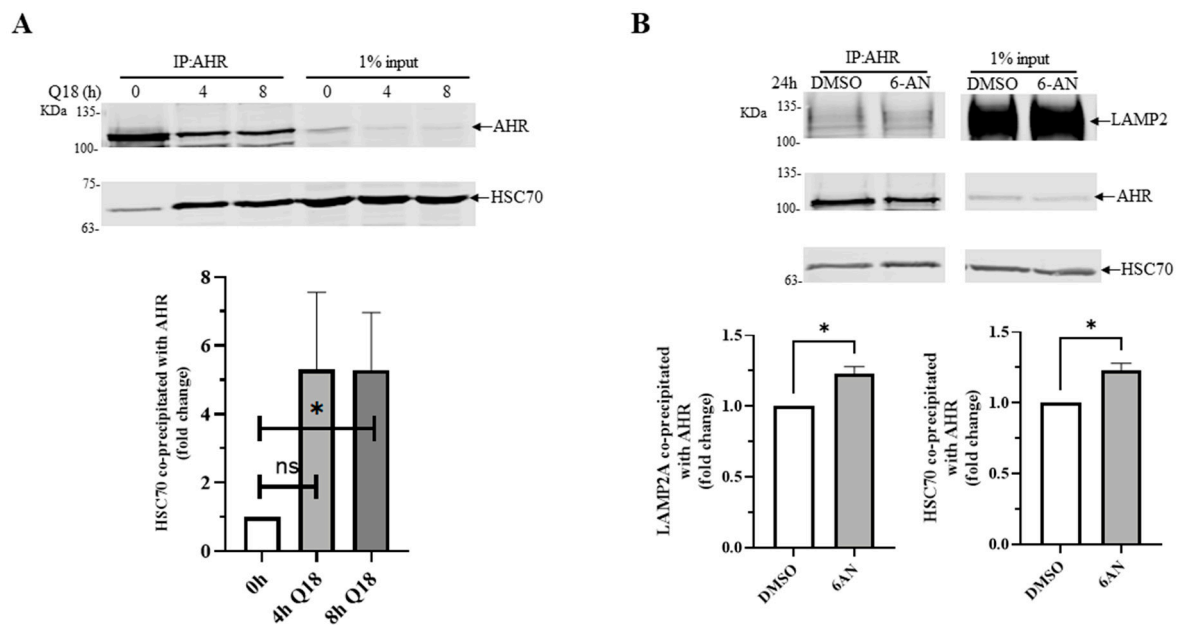 A
IP:AHR 1% input
Q18 (h) 0 4 8 0 4 8
KDa 135-
AHR
100-
75-
HSC70
63-
HSC70 co-precipitated with AHR
(fold change)
8
6
4
2
0
*
ns
0h 4h Q18 8h Q18
B
IP:AHR 1% input
24h DMSO 6-AN DMSO 6-AN
KDa 135-
LAMP2
100-
135-
AHR
100-
HSC70
63-
LAMP2A co-precipitated
with AHR
(fold change)
1.5
1.0
0.5
0.0
*
DMSO 6AN
HSC70 co-precipitated
with AHR
(fold change)
1.5
1.0
0.5
0.0
*
DMSO 6AN